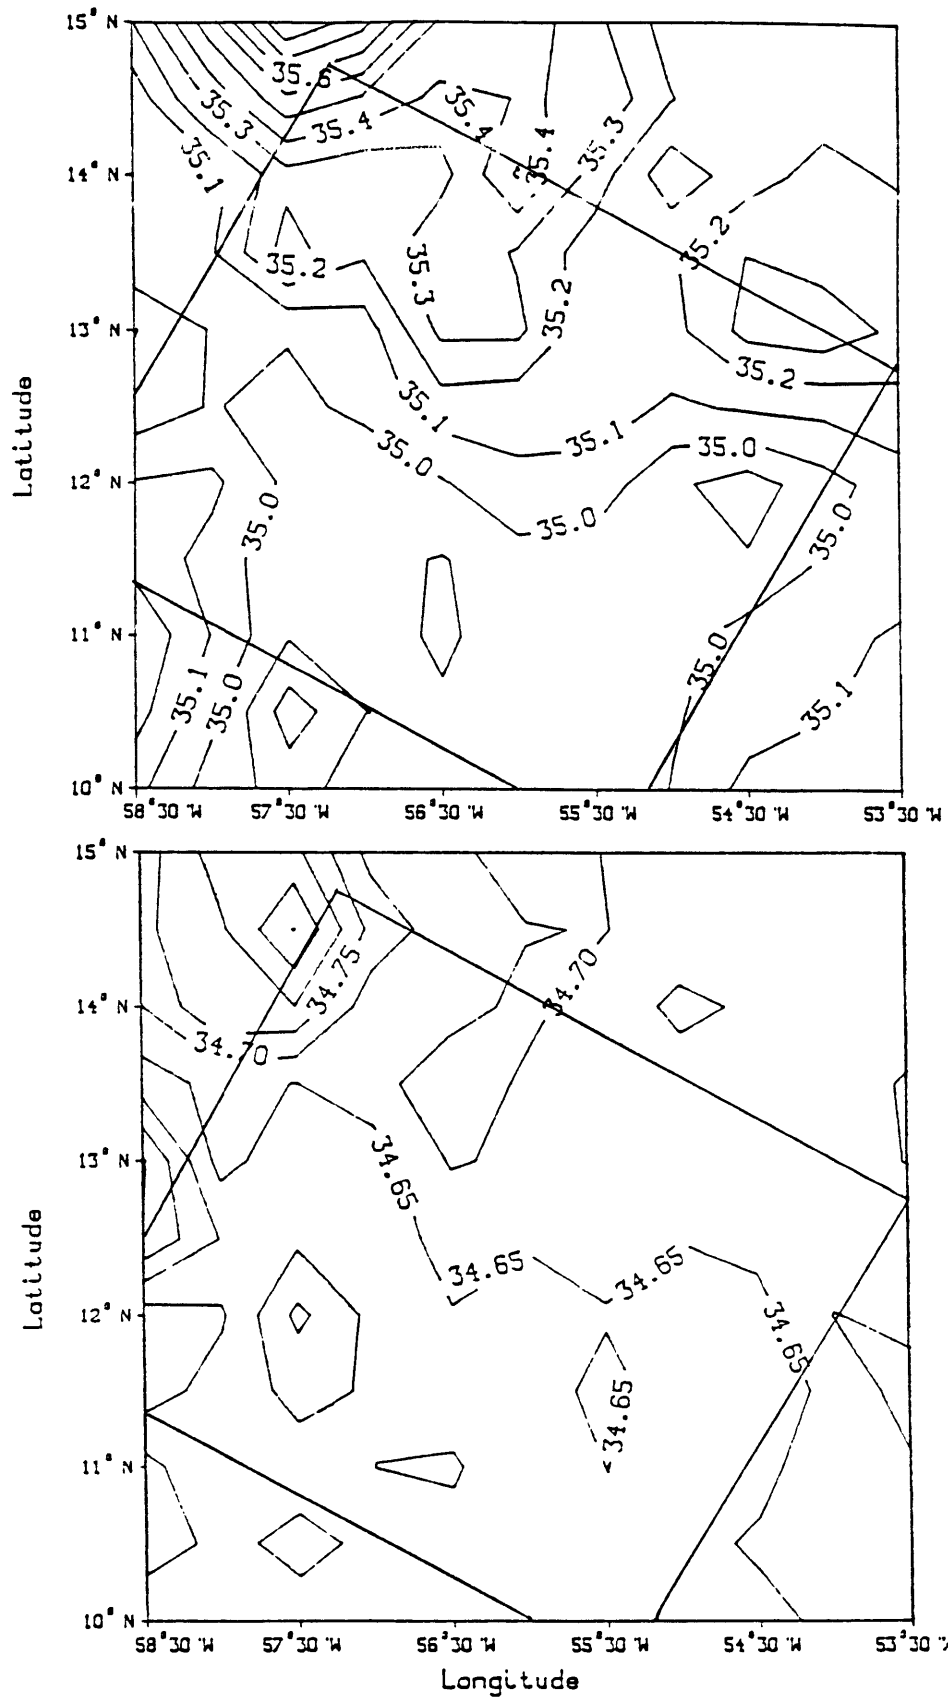 15° N
35.6
35.3
35.4
35.4
35.4
35.3
35.1
14° N
35.2
35.2
35.3
35.2
13° N
35.2
Latitude
35.1
35.1
35.0
35.0
12° N
35.0
35.0
35.0
11° N
35.0
35.1
35.0
35.1
10° N
58°30 'W
57°30 'W
56°30 'W
55°30 'W
54°30 'W
53°30 'W
15° N
34.75
34.70
14° N
34.70
13° N
34.65
Latitude
34.65
34.65
12° N
34.65
34.65
11° N
10° N
58°30 'W
57°30 'W
56°30 'W
55°30 'W
54°30 'W
53°30 '
Longitude